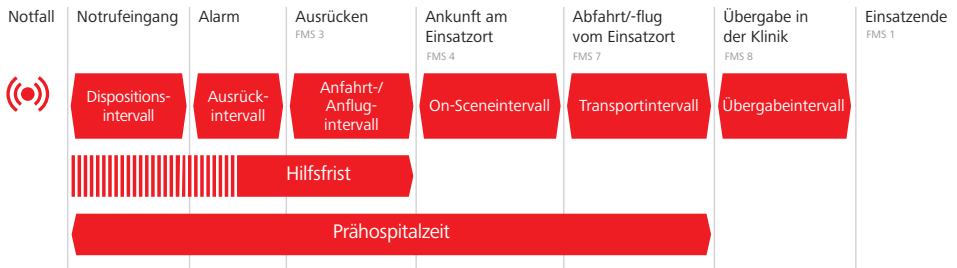 Notfall
Notrufeingang
Alarm
Ausrücken
FMS 3
Ankunft am
Einsatzort
FMS 4
Abfahrt/-flug
vom Einsatzort
FMS 7
Übergabe in
der Klinik
FMS 8
Einsatzende
FMS 1
Dispositions-
intervall
Ausrück-
intervall
Anfahrt-/
Anflug-
intervall
On-Sceneintervall
Transportintervall
Übergabeintervall
Hilfsfrist
Prähospitalzeit